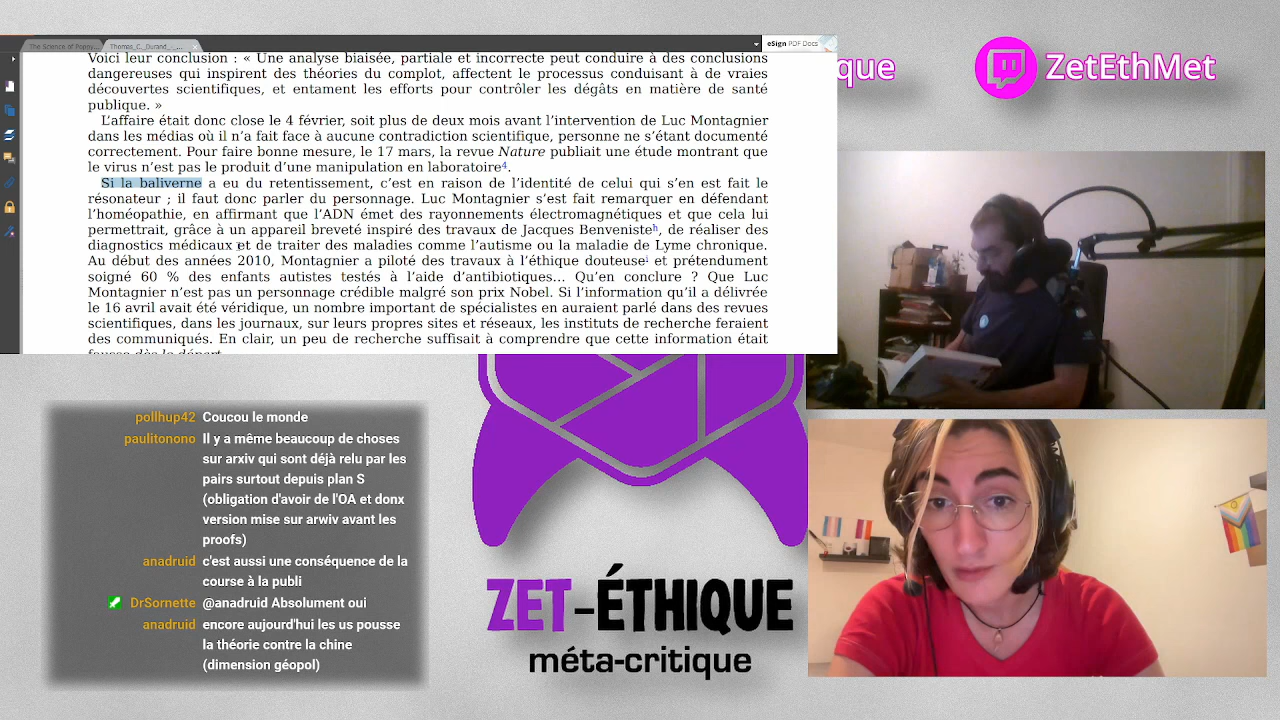 The Science of Poppy...
Thomas_C._Durand_-_...
eSign PDF Docs
Voici leur conclusion : « Une analyse biaisée, partiale et incorrecte peut conduire à des conclusions
dangereuses qui inspirent des théories du complot, affectent le processus conduisant à de vraies
découvertes scientifiques, et entament les efforts pour contrôler les dégâts en matière de santé
publique. »
L’affaire était donc close le 4 février, soit plus de deux mois avant l’intervention de Luc Montagnier
dans les médias où il n’a fait face à aucune contradiction scientifique, personne ne s’étant documenté
correctement. Pour faire bonne mesure, le 17 mars, la revue Nature publiait une étude montrant que
le virus n’est pas le produit d’une manipulation en laboratoire4.
Si la baliverne a eu du retentissement, c’est en raison de l’identité de celui qui s’en est fait le
résonateur ; il faut donc parler du personnage. Luc Montagnier s’est fait remarquer en défendant
l’homéopathie, en affirmant que l’ADN émet des rayonnements électromagnétiques et que cela lui
permettrait, grâce à un appareil breveté inspiré des travaux de Jacques Benvenisteh, de réaliser des
diagnostics médicaux et de traiter des maladies comme l’autisme ou la maladie de Lyme chronique.
Au début des années 2010, Montagnier a piloté des travaux à l’éthique douteusei et prétendument
soigné 60 % des enfants autistes testés à l’aide d’antibiotiques... Qu’en conclure ? Que Luc
Montagnier n’est pas un personnage crédible malgré son prix Nobel. Si l’information qu’il a délivrée
le 16 avril avait été véridique, un nombre important de spécialistes en auraient parlé dans des revues
scientifiques, dans les journaux, sur leurs propres sites et réseaux, les instituts de recherche feraient
des communiqués. En clair, un peu de recherche suffisait à comprendre que cette information était
fausse dès le départ
que
ZetEthMet
pollhup42 Coucou le monde
paulitonono Il y a même beaucoup de choses
sur arxiv qui sont déjà relu par les
pairs surtout depuis plan S
(obligation d'avoir de l'OA et donx
version mise sur arwiv avant les
proofs)
anadruid c'est aussi une conséquence de la
course à la publi
DrSornette @anadruid Absolument oui
anadruid encore aujourd'hui les us pousse
la théorie contre la chine
(dimension géopol)
ZET-ÉTHIQUE
méta-critique